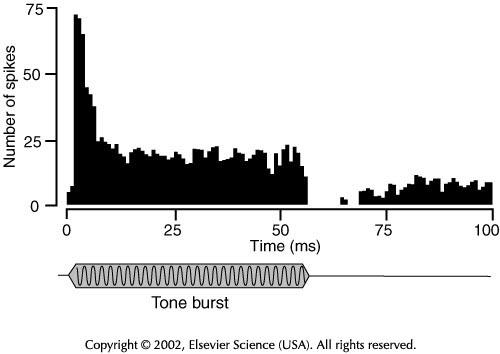 75
50
25
0
Number of spikes
0 25 50 75 100
Time (ms)
Tone burst
Copyright © 2002, Elsevier Science (USA). All rights reserved.